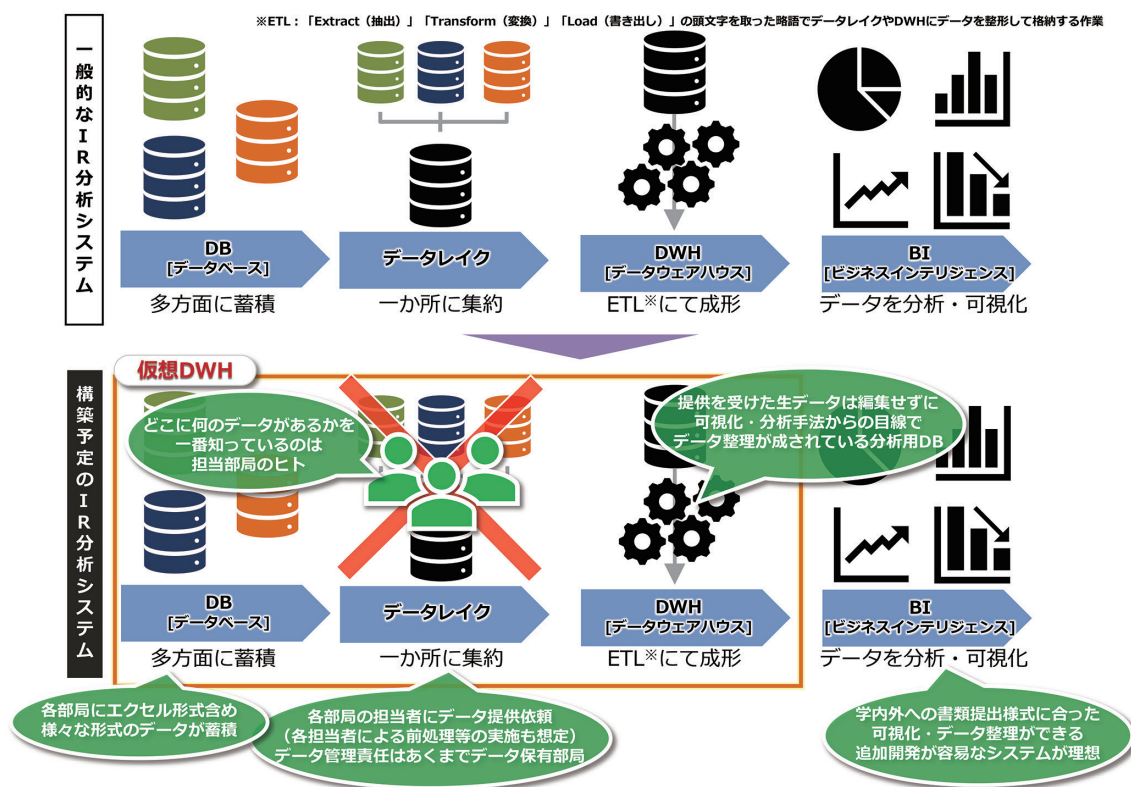 ※ETL：「Extract（抽出）」「Transform（変換）」「Load（書き出し）」の頭文字を取った略語でデータレイクやDWHにデータを整形して格納する作業
一般的なIR分析システム
DB
[データベース]
多方面に蓄積
データレイク
一か所に集約
DWH
[データウェアハウス]
ETL※にて成形
BI
[ビジネスインテリジェンス]
データを分析・可視化
構築予定のIR分析システム
仮想DWH
どこに何のデータがあるかを
一番知っているのは
担当部局のヒト
提供を受けた生データは編集せずに
可視化・分析手法からの目線で
データ整理が成されている分析用DB
DB
[データベース]
多方面に蓄積
データレイク
一か所に集約
DWH
[データウェアハウス]
ETL※にて成形
BI
[ビジネスインテリジェンス]
データを分析・可視化
各部局にエクセル形式含め
様々な形式のデータが蓄積
各部局の担当者にデータ提供依頼
（各担当者による前処理等の実施も想定）
データ管理責任はあくまでデータ保有部局
学内外への書類提出様式に合った
可視化・データ整理ができる
追加開発が容易なシステムが理想